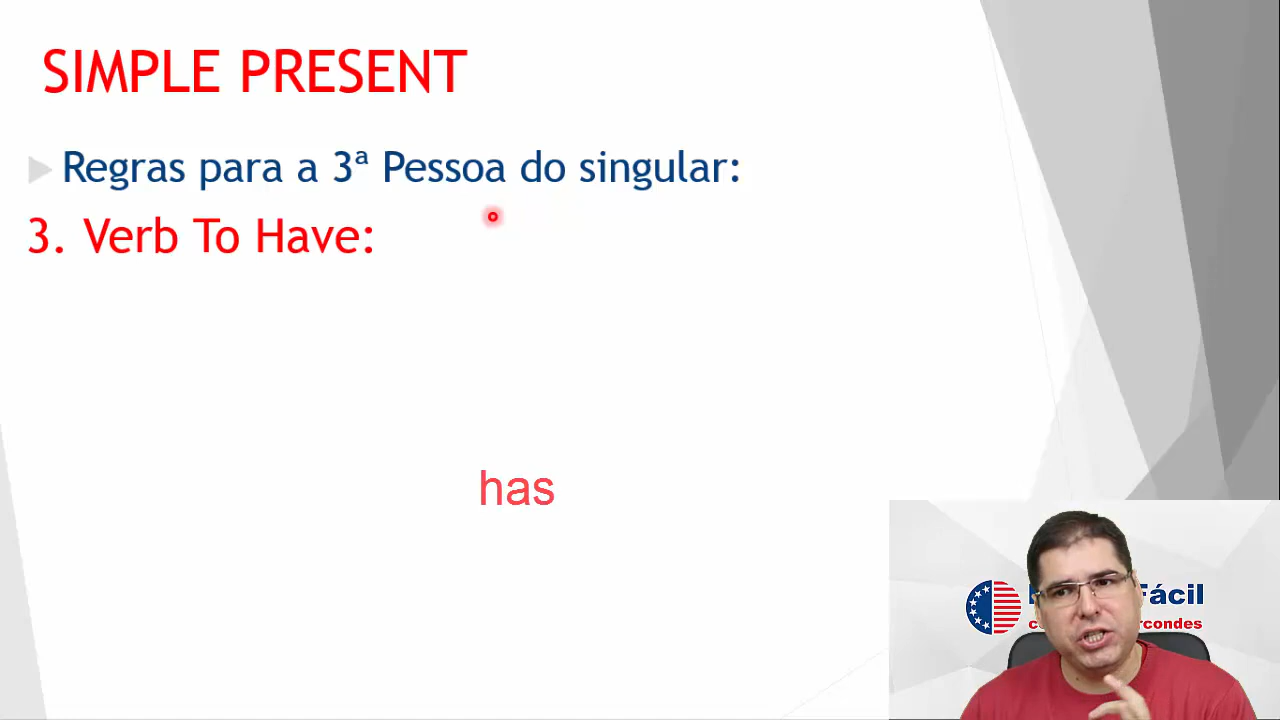 SIMPLE PRESENT
Regras para a 3ª Pessoa do singular:
3. Verb To Have:
has
Fácil